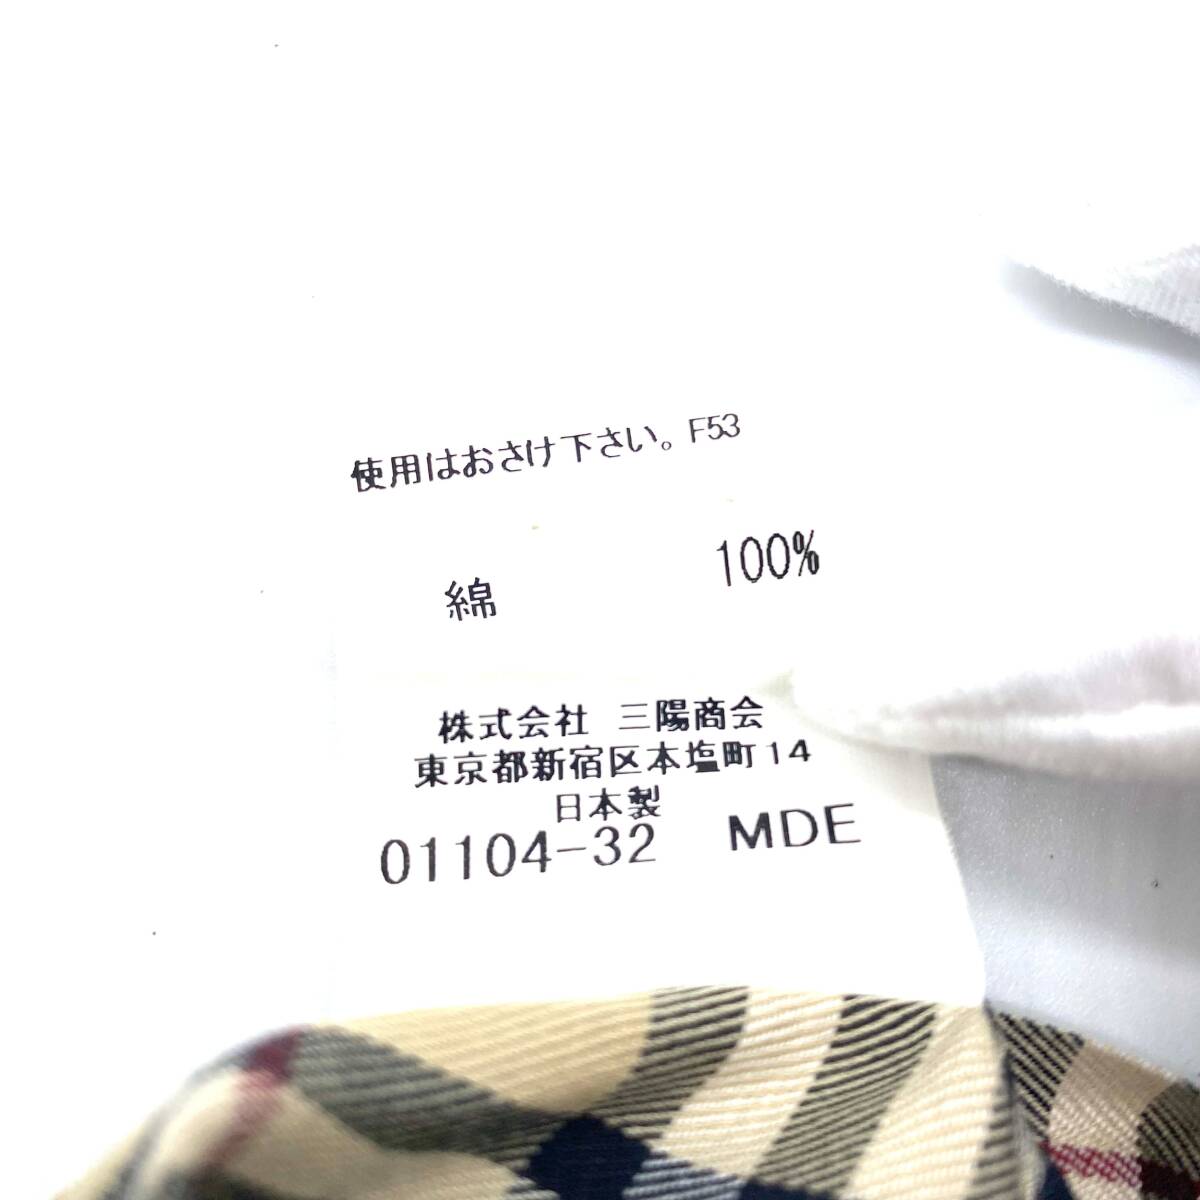 使用はおさけ下さい。F53
綿 100%
株式会社 三陽商会
東京都新宿区本塩町14
日本製
01104-32 MDE